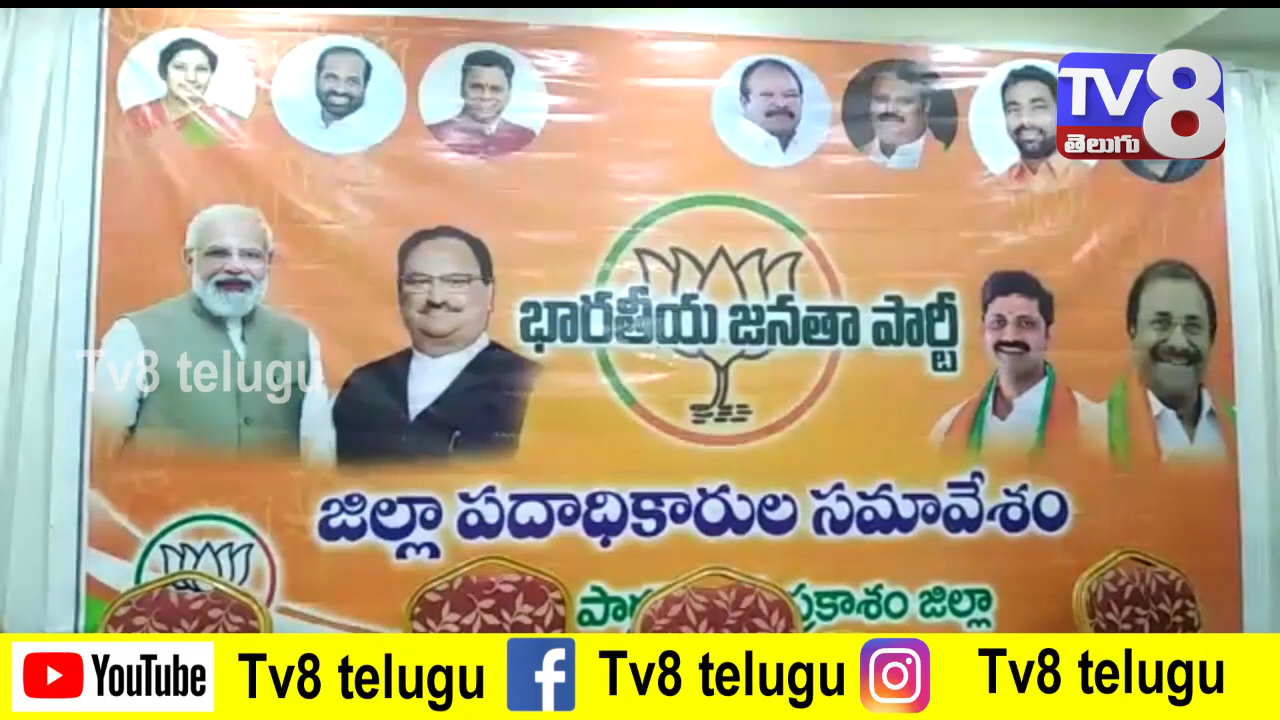 TV8
తెలుగు
భారతీయ జనతా పార్టీ
Tv8 telugu
జిల్లా పదాధికారుల సమావేశం
ప్రకాశం జిల్లా
YouTube Tv8 telugu Tv8 telugu Tv8 telugu